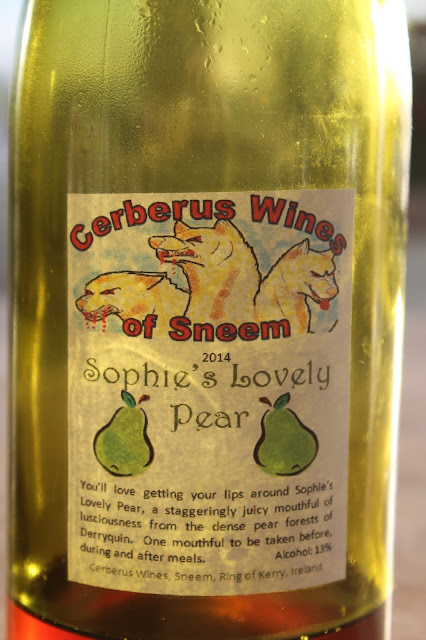 Cerberus Wines
of Sneem
2014
Sophie's Lovely
Pear
You'll love getting your lips around Sophie's
Lovely Pear, a staggeringly juicy mouthful of
lusciousness from the dense pear forests of
Derryquin. One mouthful to be taken before,
during and after meals. Alcohol: 13%
Cerberus Wines, Sneem, Ring of Kerry, Ireland